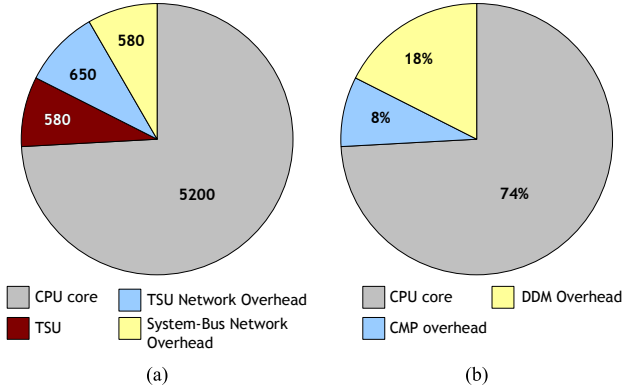 580
650
580
5200
18%
8%
74%
CPU core
TSU Network Overhead
TSU
System-Bus Network
Overhead
CPU core
DDM Overhead
CMP overhead
(a)
(b)